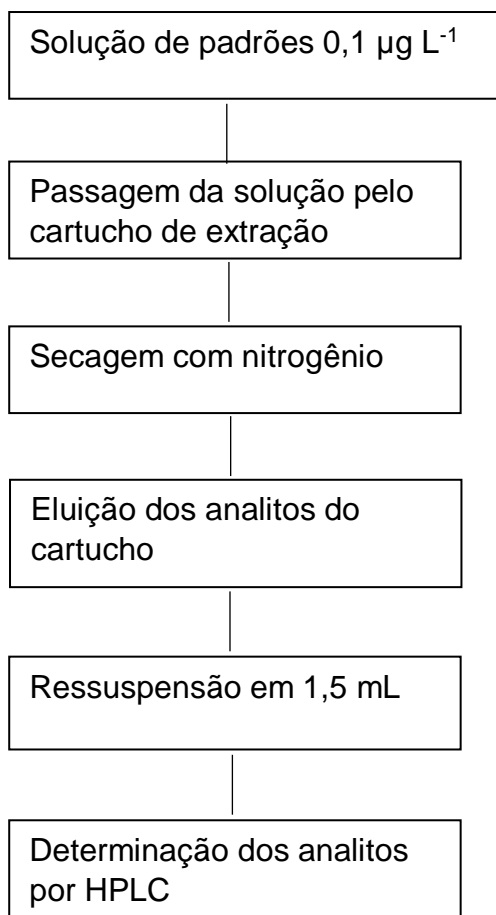 Solução de padrões 0,1 µg L⁻¹
Passagem da solução pelo
cartucho de extração
Secagem com nitrogênio
Eluição dos analitos do
cartucho
Ressuspensão em 1,5 mL
Determinação dos analitos
por HPLC